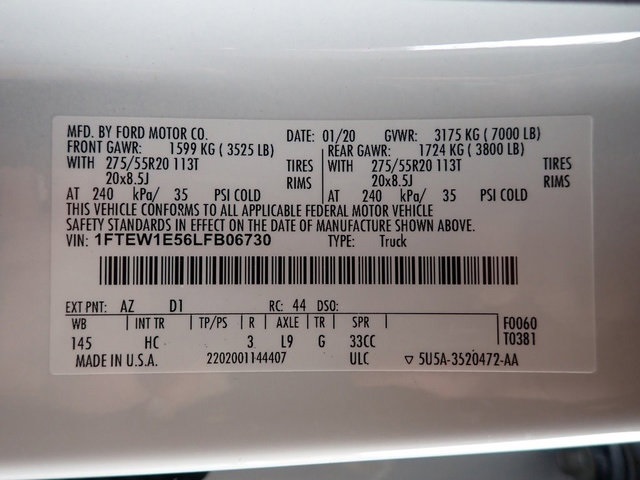 MFD. BY FORD MOTOR CO. DATE: 01/20 GVWR: 3175 KG ( 7000 LB)
FRONT GAWR: 1599 KG ( 3525 LB) REAR GAWR: 1724 KG ( 3800 LB)
WITH 275/55R20 113T TIRES WITH 275/55R20 113T TIRES
20x8.5J RIMS 20x8.5J RIMS
AT 240 kPa/ 35 PSI COLD AT 240 kPa/ 35 PSI COLD
THIS VEHICLE CONFORMS TO ALL APPLICABLE FEDERAL MOTOR VEHICLE
SAFETY STANDARDS IN EFFECT ON THE DATE OF MANUFACTURE SHOWN ABOVE.
VIN: 1FTEW1E56LFB06730 TYPE: Truck
EXT PNT: AZ D1 RC: 44 DSO:
WB INT TR TP/PS R AXLE TR SPR F0060
145 HC 3 L9 G 33CC T0381
MADE IN U.S.A. 2202001144407 ULC ▽ 5U5A-3520472-AA